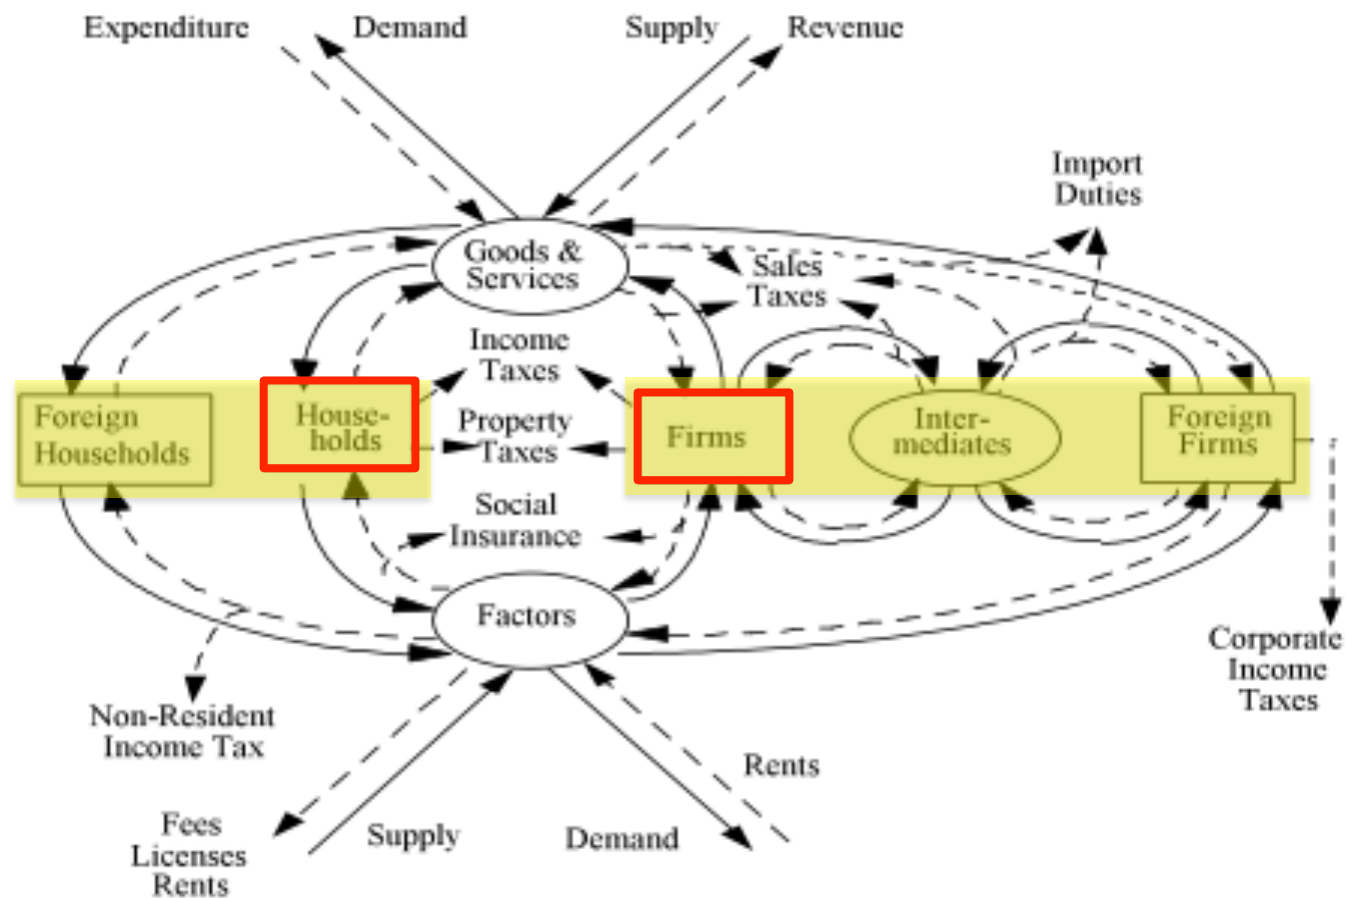 Expenditure
Demand
Supply
Revenue
Import
Duties
Goods &
Services
Sales
Taxes
Income
Taxes
Foreign
Households
House-
holds
Property
Taxes
Firms
Inter-
mediates
Foreign
Firms
Social
Insurance
Factors
Corporate
Income
Taxes
Non-Resident
Income Tax
Rents
Fees
Licenses
Rents
Supply
Demand